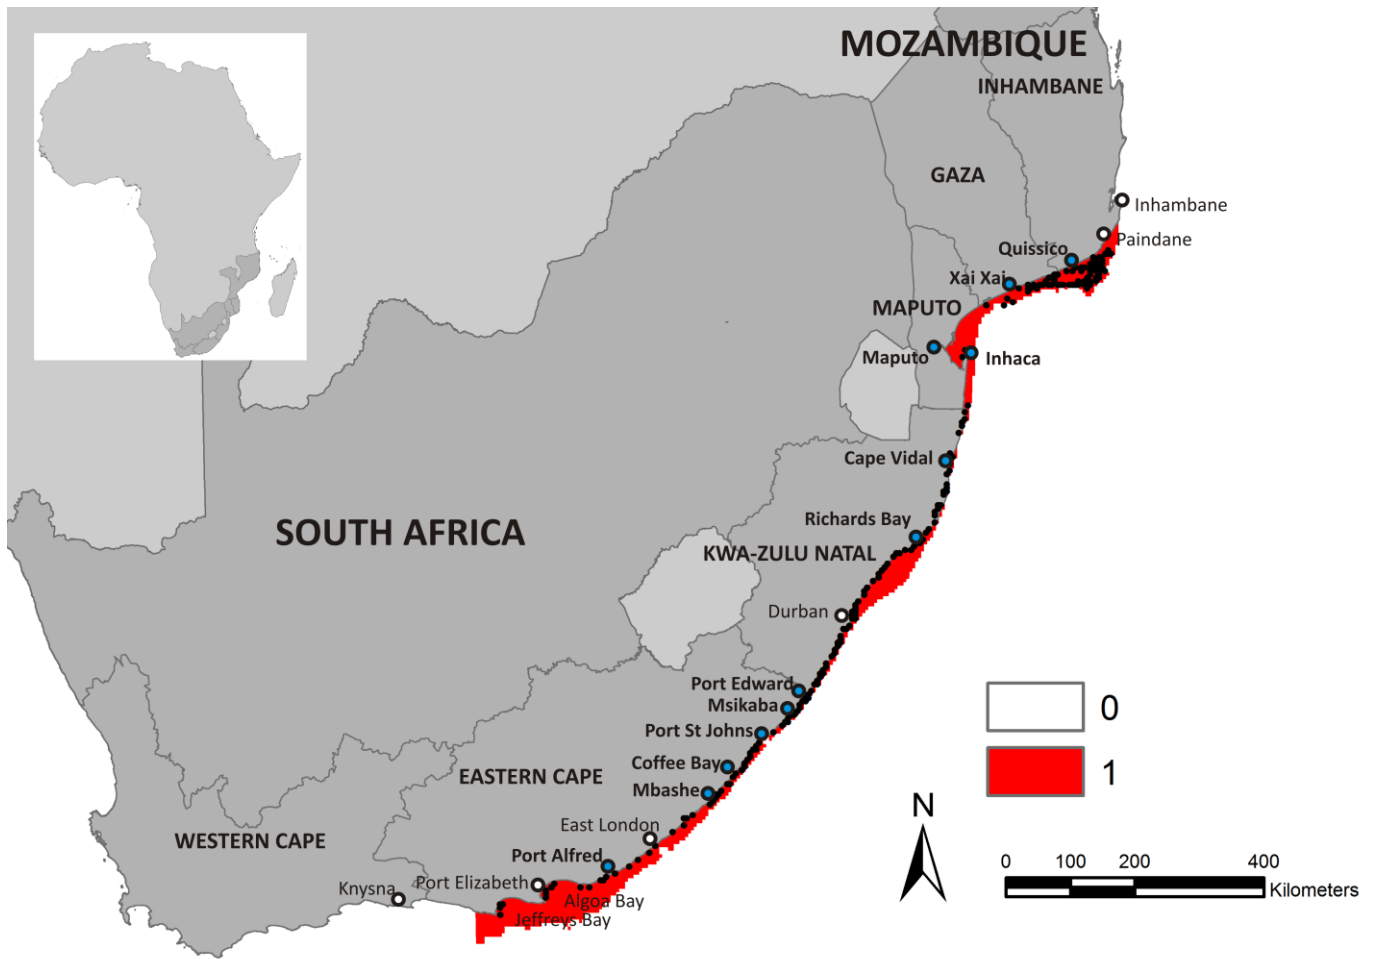 MOZAMBIQUE
INHAMBANE
GAZA
Inhambane
Paindane
Quissico
Xai Xai
MAPUTO
Maputo
Inhaca
Cape Vidal
Richards Bay
SOUTH AFRICA
KWA-ZULU NATAL
Durban
Port Edward
Msikaba
Port St Johns
Coffee Bay
EASTERN CAPE
Mbashe
East London
WESTERN CAPE
Port Alfred
Port Elizabeth
Knysna
Algoa Bay
Jeffreys Bay
0
1
N
0 100 200 400
Kilometers